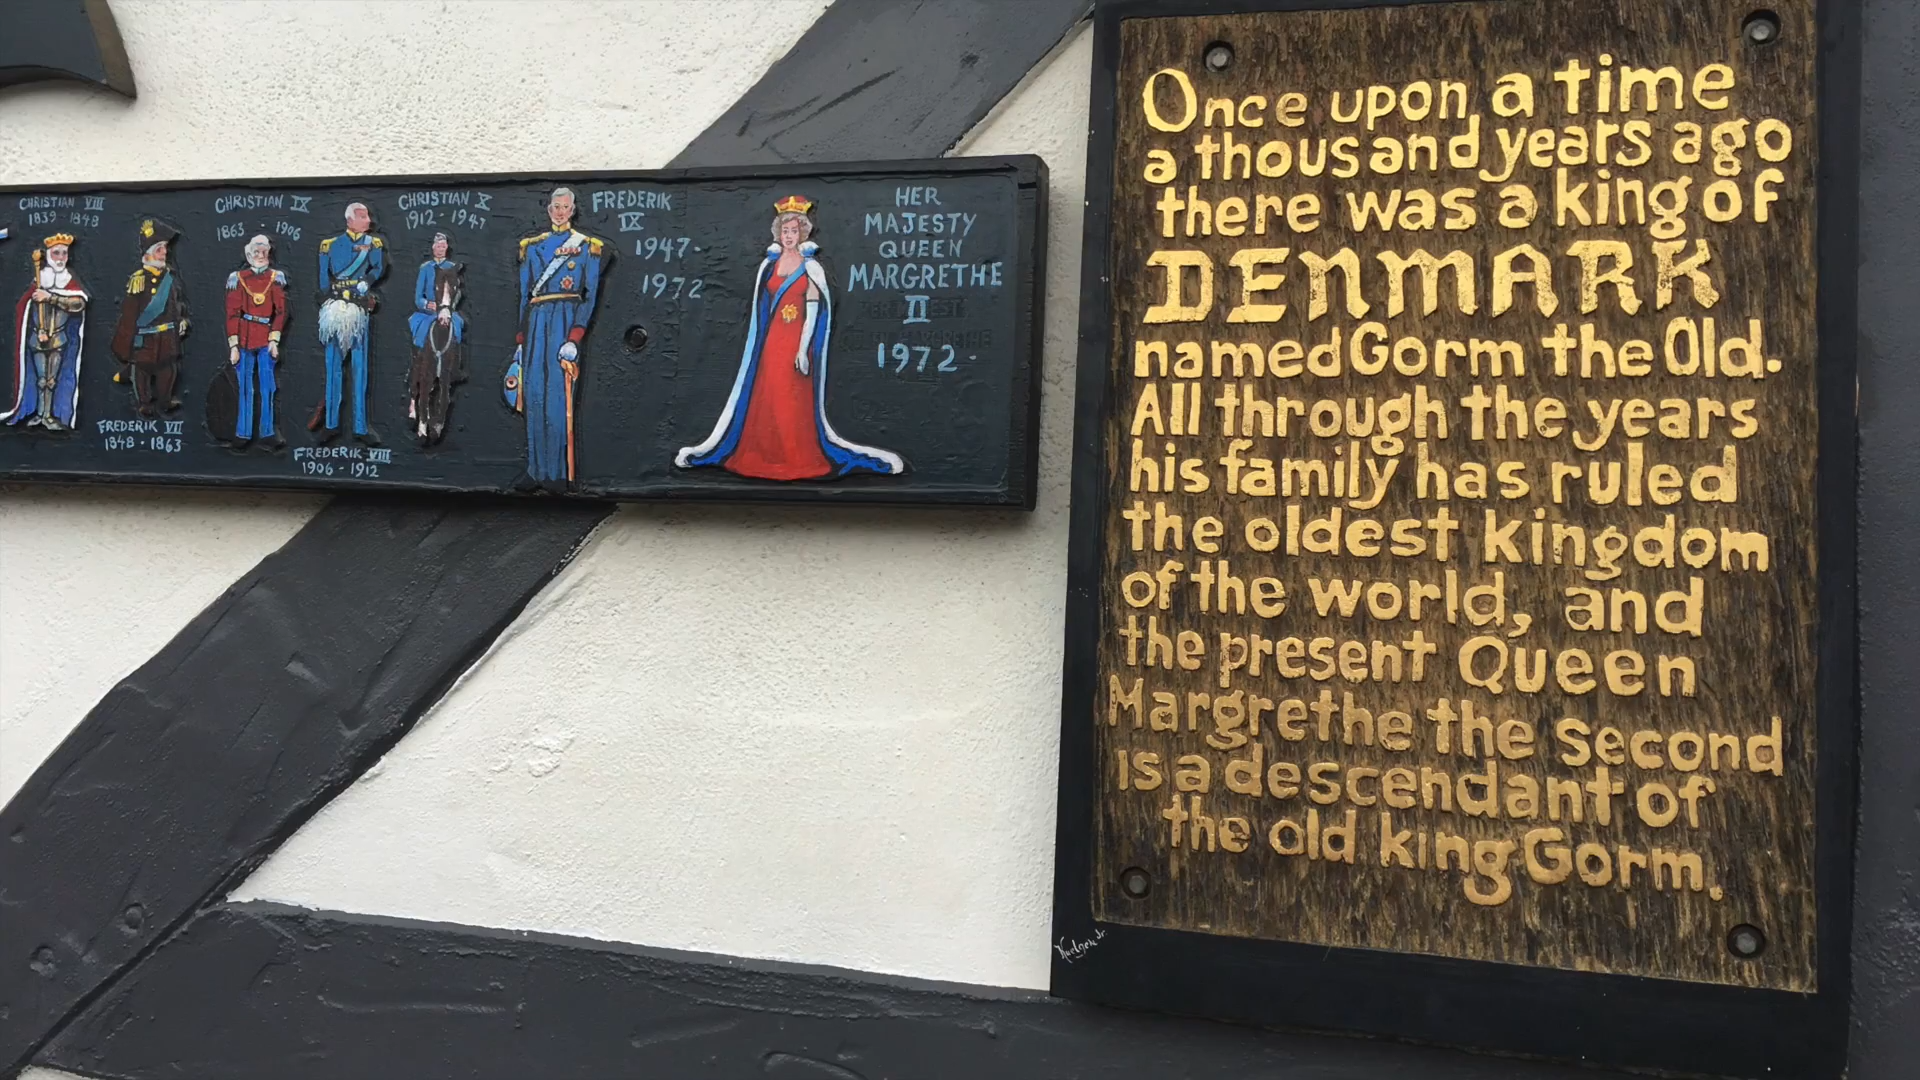 CHRISTIAN VIII
1839 - 1848
FREDERIK VII
1848 - 1863
CHRISTIAN IX
1863 - 1906
FREDERIK VIII
1906 - 1912
CHRISTIAN X
1912 - 1947
FREDERIK
IX
1947 -
1972
HER
MAJESTY
QUEEN
MARGRETHE
II
1972 -
Once upon a time
a thousand years ago
there was a king of
DENMARK
named Gorm the Old.
All through the years
his family has ruled
the oldest kingdom
of the world, and
the present Queen
Margrethe the second
is a descendant of
the old king Gorm.